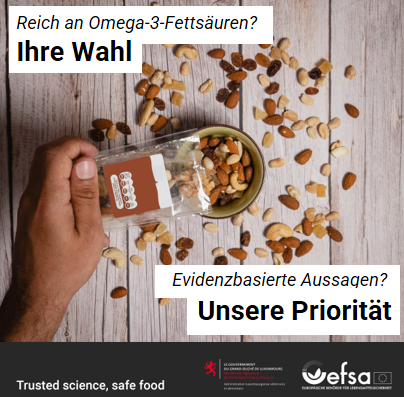 Reich an Omega-3-Fettsäuren?
Ihre Wahl
Evidenzbasierte Aussagen?
Unsere Priorität
Trusted science, safe food
LE GOUVERNEMENT
DU GRAND-DUCHÉ DE LUXEMBOURG
efsa
EUROPÄISCHE BEHÖRDE FÜR LEBENSMITTELSICHERHEIT